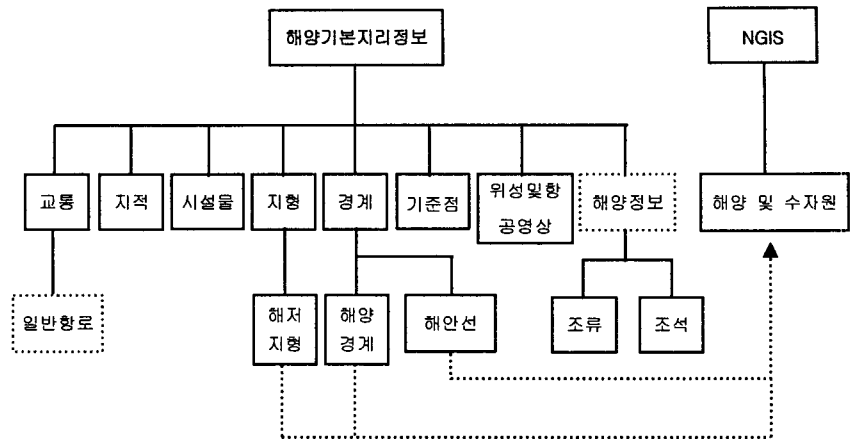 해양기본지리정보
NGIS
교통
지적
시설물
지형
경계
기준점
위성및항
공영상
해양정보
해양 및 수자원
일반항로
해저
지형
해양
경계
해안선
조류
조석